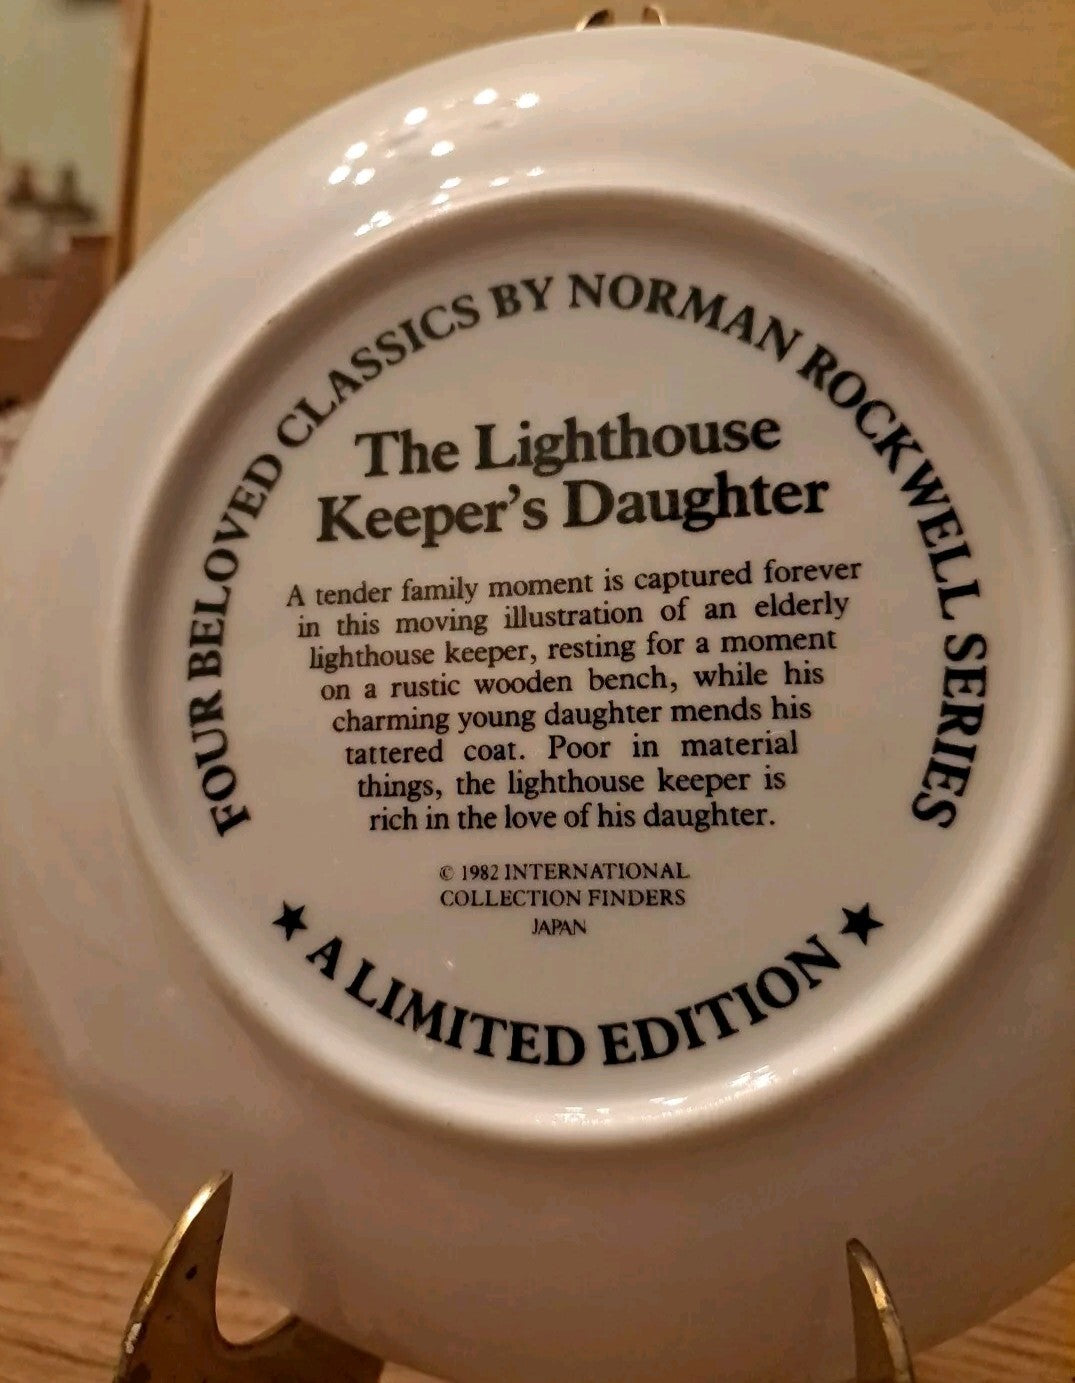 FOUR BELOVED CLASSICS BY NORMAN ROCKWELL SERIES
The Lighthouse
Keeper's Daughter
A tender family moment is captured forever
in this moving illustration of an elderly
lighthouse keeper, resting for a moment
on a rustic wooden bench, while his
charming young daughter mends his
tattered coat. Poor in material
things, the lighthouse keeper is
rich in the love of his daughter.
© 1982 INTERNATIONAL
COLLECTION FINDERS
JAPAN
★ A LIMITED EDITION ★